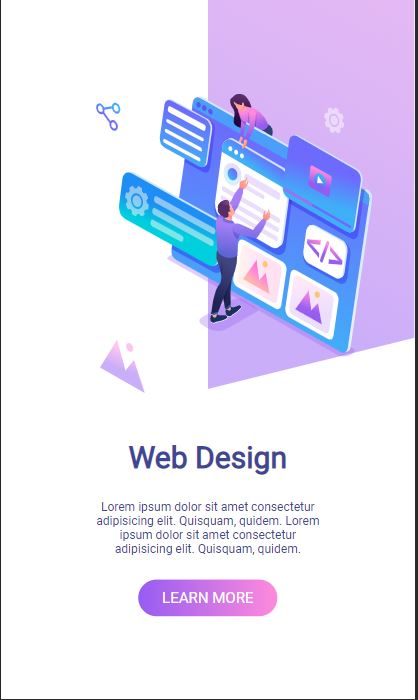 Web Design
Lorem ipsum dolor sit amet consectetur
adipisicing elit. Quisquam, quidem. Lorem
ipsum dolor sit amet consectetur
adipisicing elit. Quisquam, quidem.
LEARN MORE